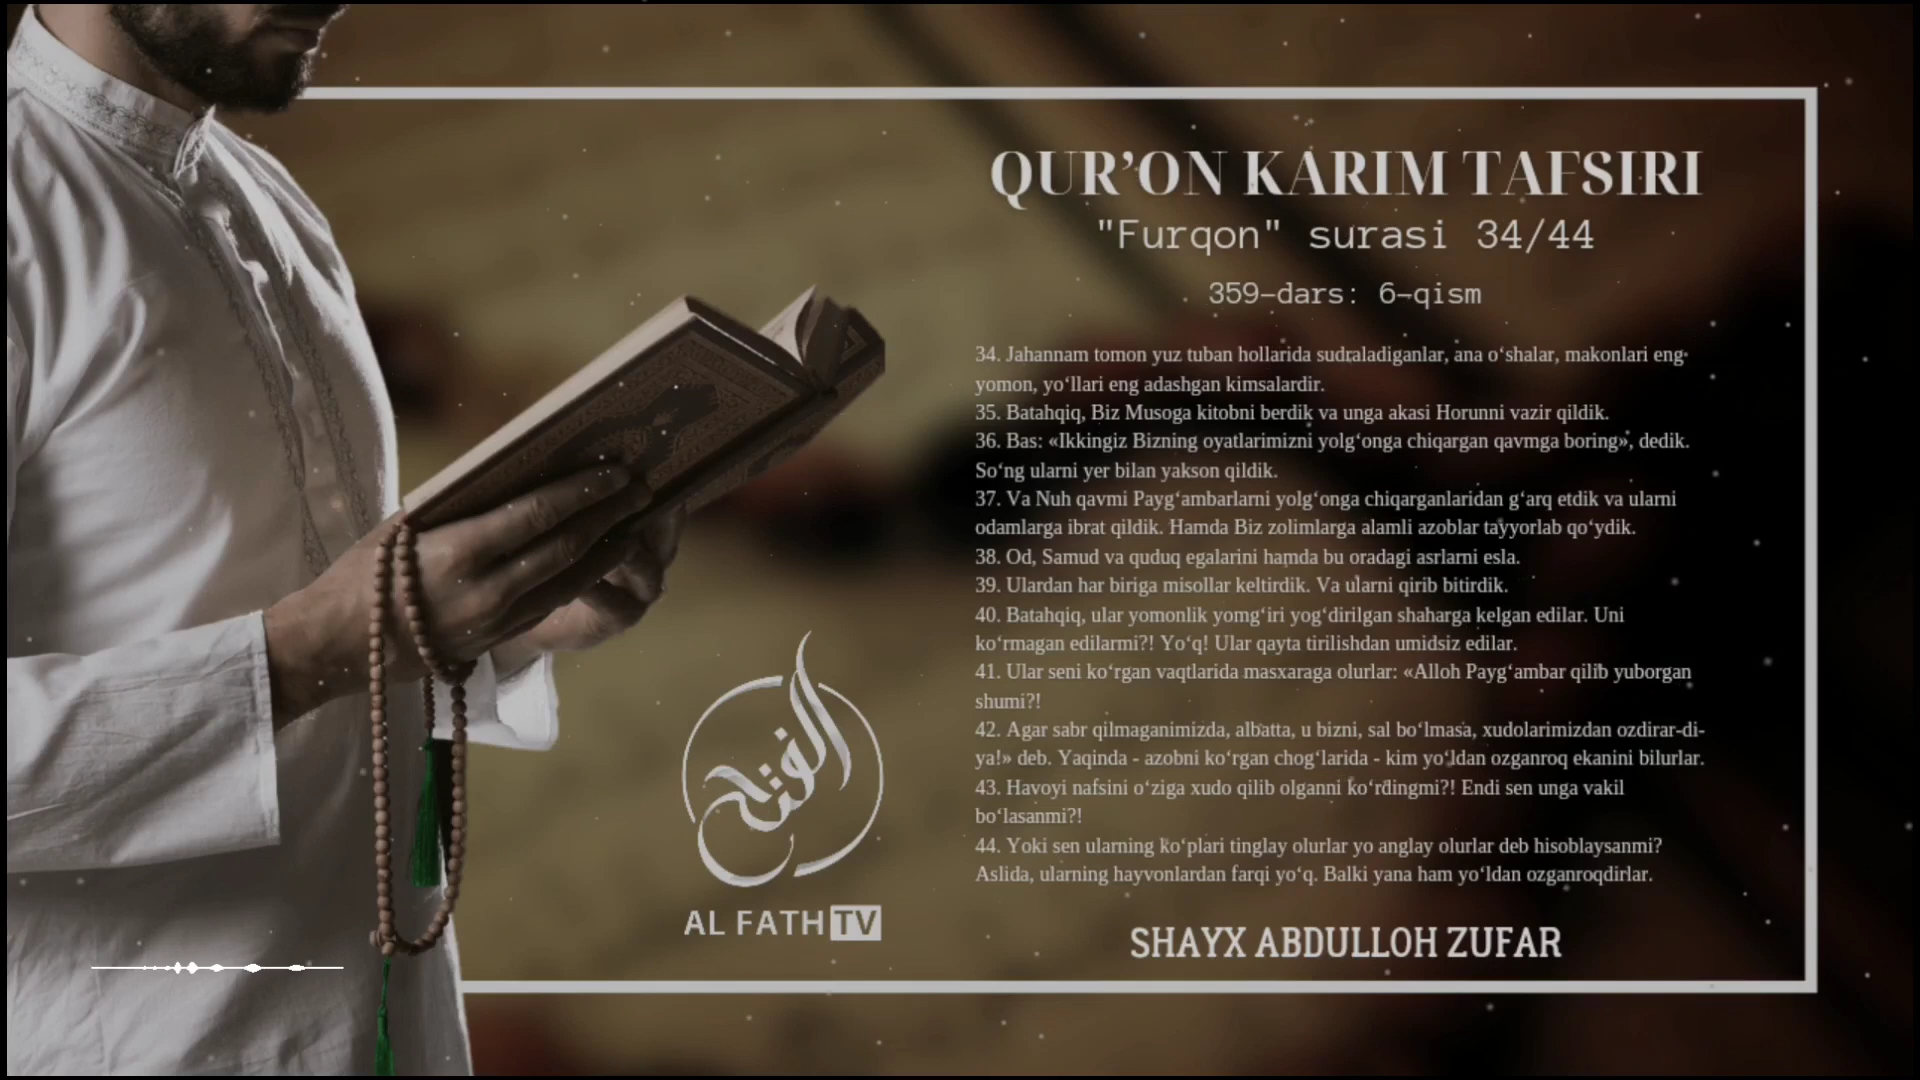 QUR’ON KARIM TAFSIRI
"Furqon" surasi 34/44
359-dars: 6-qism
34. Jahannam tomon yuz tuban hollarida sudraladiganlar, ana o‘shalar, makonlari eng
yomon, yo‘llari eng adashgan kimsalardir.
35. Batahqiq, Biz Musoga kitobni berdik va unga akasi Horunni vazir qildik.
36. Bas: «Ikkingiz Bizning oyatlarimizni yolg‘onga chiqargan qavmga boring», dedik.
So‘ng ularni yer bilan yakson qildik.
37. Va Nuh qavmi Payg‘ambarlarni yolg‘onga chiqarganlaridan g‘arq etdik va ularni
odamlarga ibrat qildik. Hamda Biz zolimlarga alamli azoblar tayyorlab qo‘ydik.
38. Od, Samud va quduq egalarini hamda bu oradagi asrlarni esla.
39. Ulardan har biriga misollar keltirdik. Va ularni qirib bitirdik.
40. Batahqiq, ular yomonlik yomg‘iri yog‘dirilgan shaharga kelgan edilar. Uni
ko‘rmagan edilarmi?! Yo‘q! Ular qayta tirilishdan umidsiz edilar.
41. Ular seni ko‘rgan vaqtlarida masxaraga olurlar: «Alloh Payg‘ambar qilib yuborgan
shumi?!
42. Agar sabr qilmaganimizda, albatta, u bizni, sal bo‘lmasa, xudolarimizdan ozdirar-di-
ya!» deb. Yaqinda - azobni ko‘rgan chog‘larida - kim yo‘ldan ozganroq ekanini bilurlar.
43. Havoyi nafsini o‘ziga xudo qilib olganni ko‘rdingmi?! Endi sen unga vakil
bo‘lasanmi?!
44. Yoki sen ularning ko‘plari tinglay olurlar yo anglay olurlar deb hisoblaysanmi?
Aslida, ularning hayvonlardan farqi yo‘q. Balki yana ham yo‘ldan ozganroqdirlar.
الفتح
AL FATH TV
SHAYX ABDULLOH ZUFAR